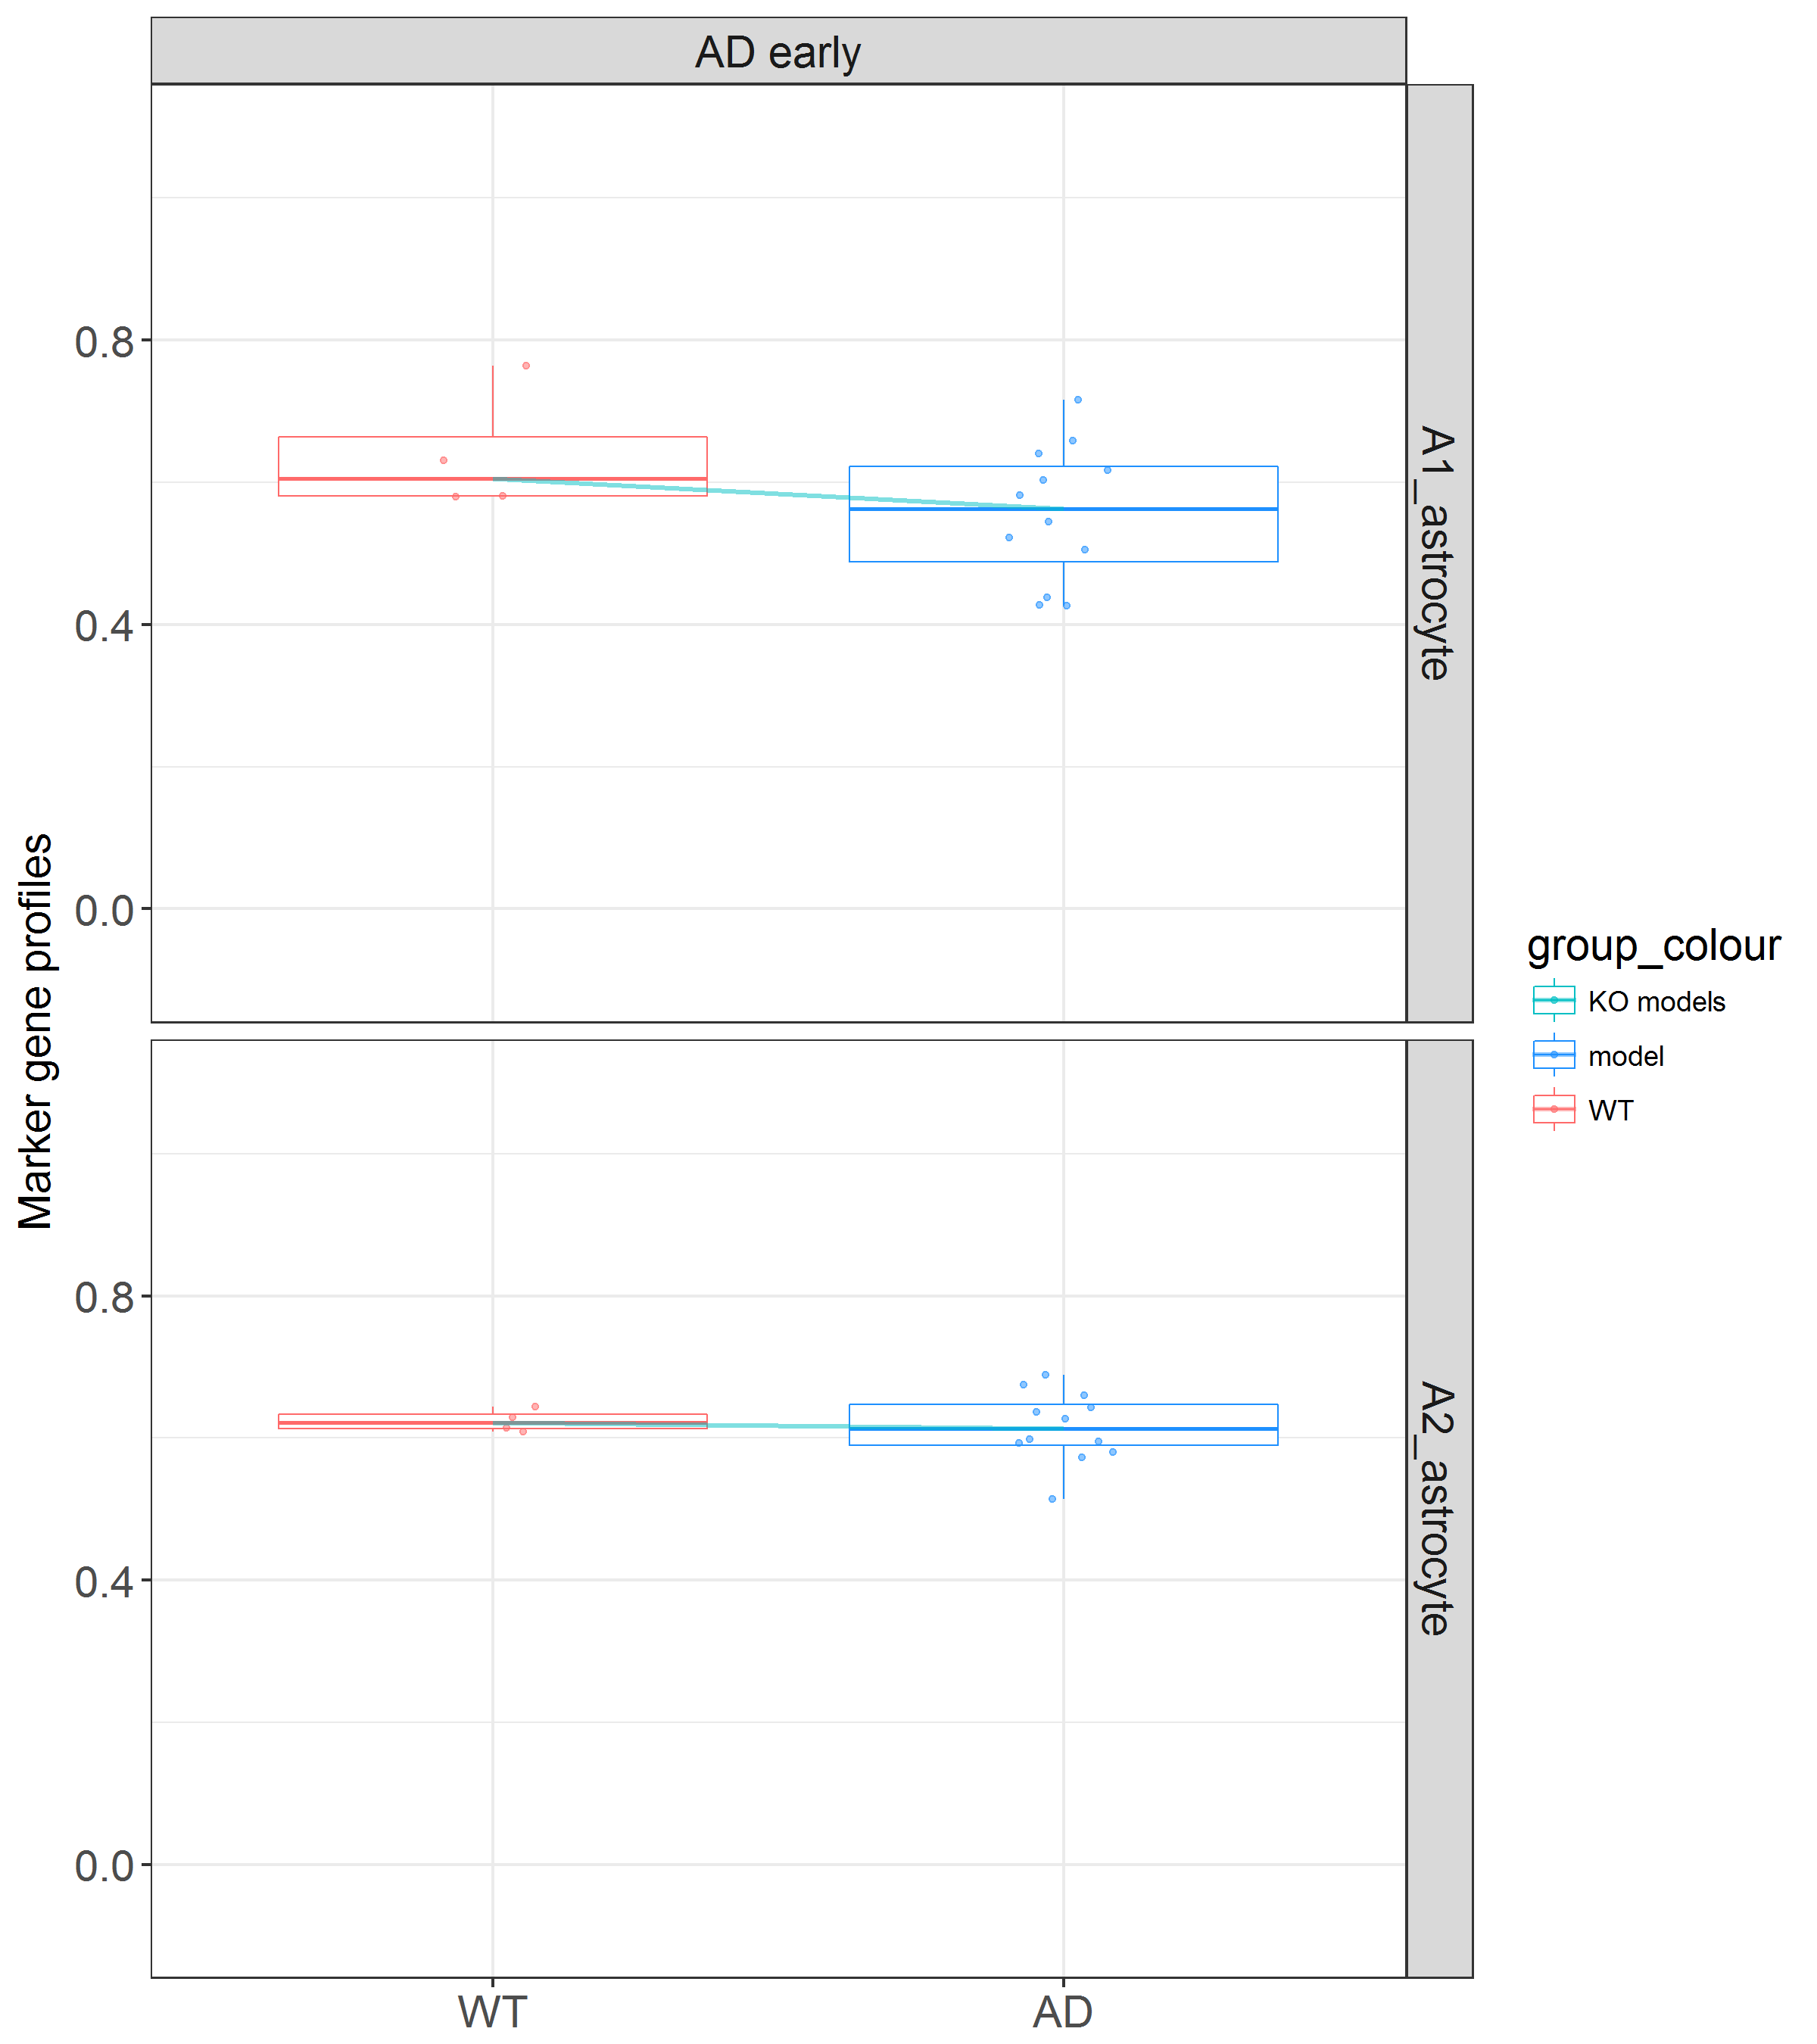 AD early
A1_astrocyte
0.8
0.4
0.0
Marker gene profiles
A2_astrocyte
0.8
0.4
0.0
WT
AD
group_colour
KO models
model
WT